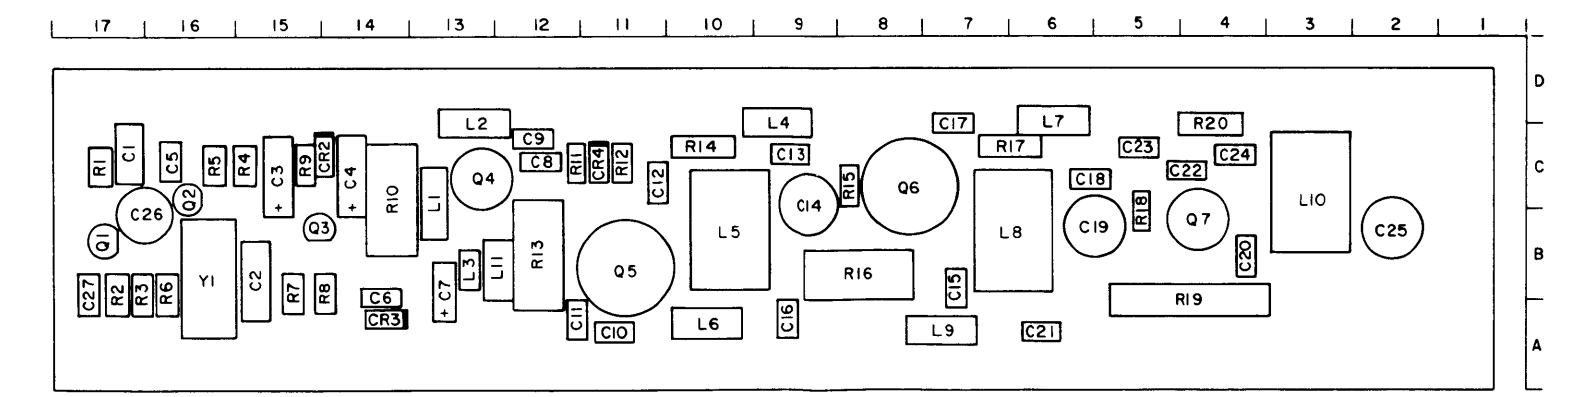 17 16 15 14 13 12 11 10 9 8 7 6 5 4 3 2 1
D
L2 L4 C17 L7 R20
C9
R1 C1 C5 R5 R4 C3 + R9 CR2 C4 + R10 L1 Q4 C8 R11 CR4 R12 C12 R14 C13 R15 Q6 R17 C18 C23 C22 C24 C
C26 Q2 Q3 C14 R18 Q7 L10
Q1 L5 L8 C19 C25
Y1 C2 L3 L11 R13 Q5 R16 C20 B
C27 R2 R3 R6 R7 R8 C6 C7 + C15 R19
CR3 C11 C10 L6 C16 L9 C21
A